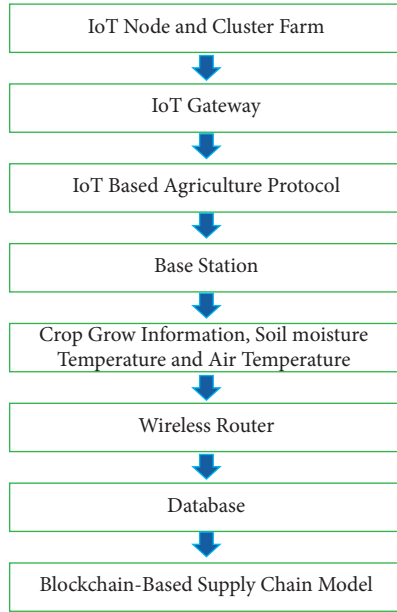 IoT Node and Cluster Farm
IoT Gateway
IoT Based Agriculture Protocol
Base Station
Crop Grow Information, Soil moisture
Temperature and Air Temperature
Wireless Router
Database
Blockchain-Based Supply Chain Model